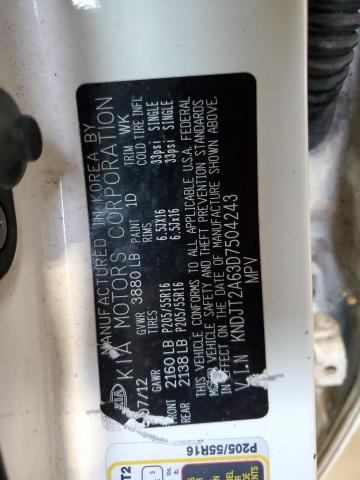 MANUFACTURED IN KOREA BY
KIA KIA MOTORS CORPORATION
07/12 GVWR 3880 LB PAINT 1D TRIM WK
GAWR TIRES RIMS COLD TIRE INFL
FRONT 2160 LB P205/55R16 6.5JX16 33psi SINGLE
REAR 2138 LB P205/55R16 6.5JX16 33psi SINGLE
THIS VEHICLE CONFORMS TO ALL APPLICABLE U.S.A. FEDERAL
MOTOR VEHICLE SAFETY AND THEFT PREVENTION STANDARDS
IN EFFECT ON THE DATE OF MANUFACTURE SHOWN ABOVE.
V.I.N KNDJT2A63D7504243
MPV
P205/55R16